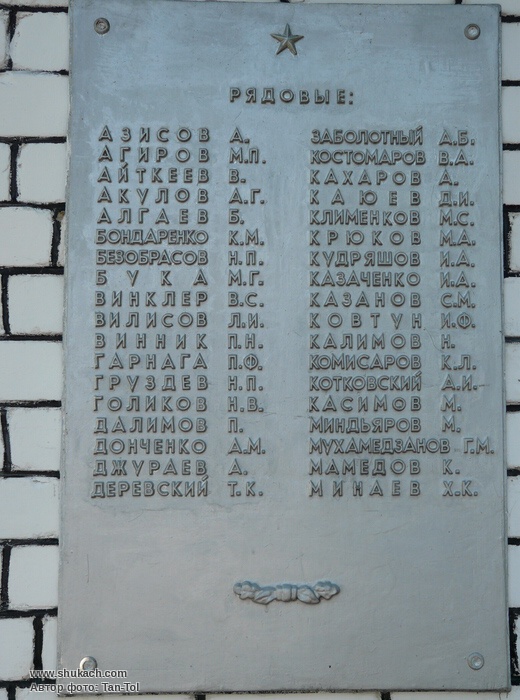 РЯДОВЫЕ:
АЗИСОВ А.
АГИРОВ М.П.
АЙТКЕЕВ В.
АКУЛОВ А.Г.
АЛГАЕВ Б.
БОНДАРЕНКО К.М.
БЕЗОБРАСОВ Н.П.
БУКА М.Г.
ВИНКЛЕР В.С.
ВИЛИСОВ Л.И.
ВИННИК П.Н.
ГАРНАГА П.Ф.
ГРУЗДЕВ Н.П.
ГОЛИКОВ Н.В.
ДАЛИМОВ П.
ДОНЧЕНКО А.М.
ДЖУРАЕВ А.
ДЕРЕВСКИЙ Т.К.
ЗАБОЛОТНЫЙ А.Б.
КОСТОМАРОВ В.А.
КАХАРОВ А.
КАЮЕВ Д.И.
КЛИМЕНКОВ М.С.
КРЮКОВ М.А.
КУДРЯШОВ И.А.
КАЗАЧЕНКО И.А.
КАЗАНОВ С.М.
КОВТУН И.Ф.
КАЛИМОВ Н.
КОМИСАРОВ К.Л.
КОТКОВСКИЙ А.И.
КАСИМОВ М.
МИНДЬЯРОВ М.
МУХАМЕДЗАНОВ Г.М.
МАМЕДОВ К.
МИНАЕВ Х.К.
www.shukach.com
Автор фото: Tan-Tol